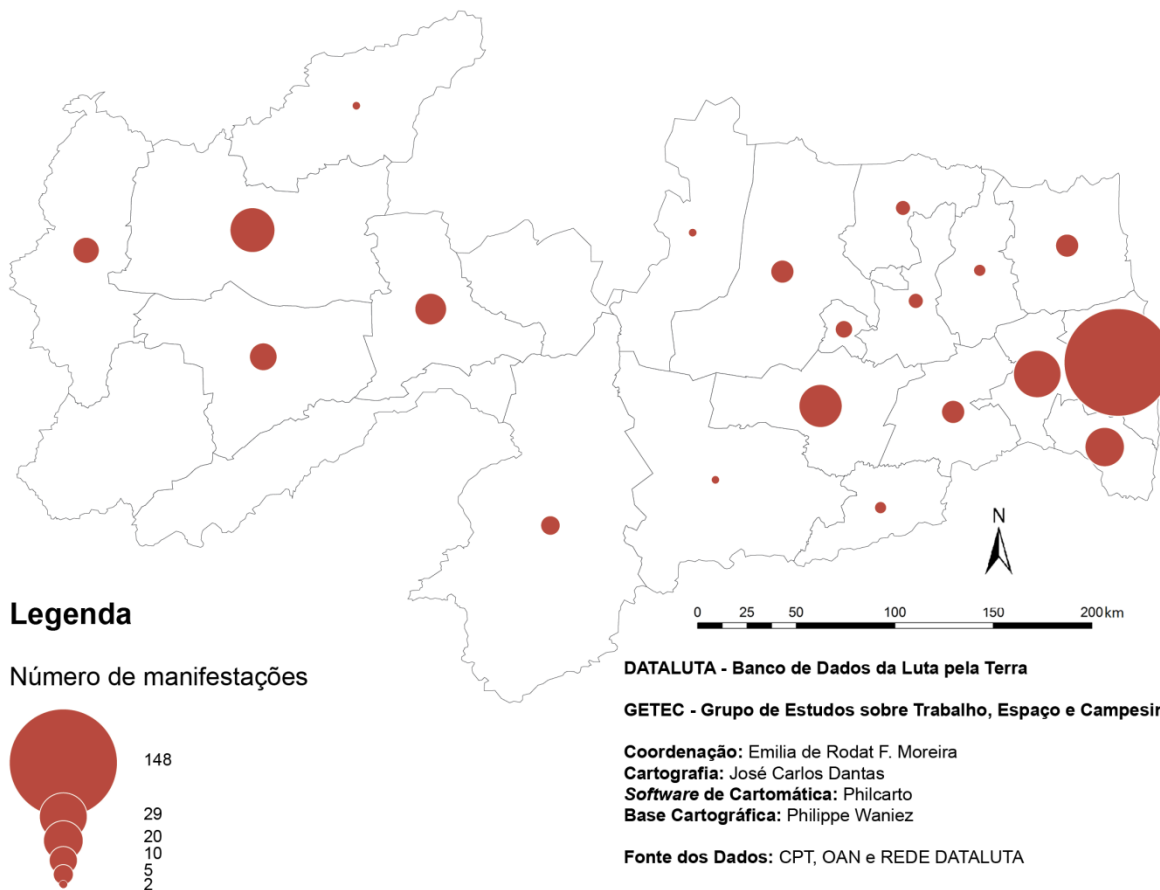 N
0 25 50 100 150 200 km
Legenda
Número de manifestações
148
29
20
10
5
2
DATALUTA - Banco de Dados da Luta pela Terra
GETEC - Grupo de Estudos sobre Trabalho, Espaço e Campesin
Coordenação: Emilia de Rodat F. Moreira
Cartografia: José Carlos Dantas
Software de Cartomática: Philcarto
Base Cartográfica: Philippe Waniez
Fonte dos Dados: CPT, OAN e REDE DATALUTA